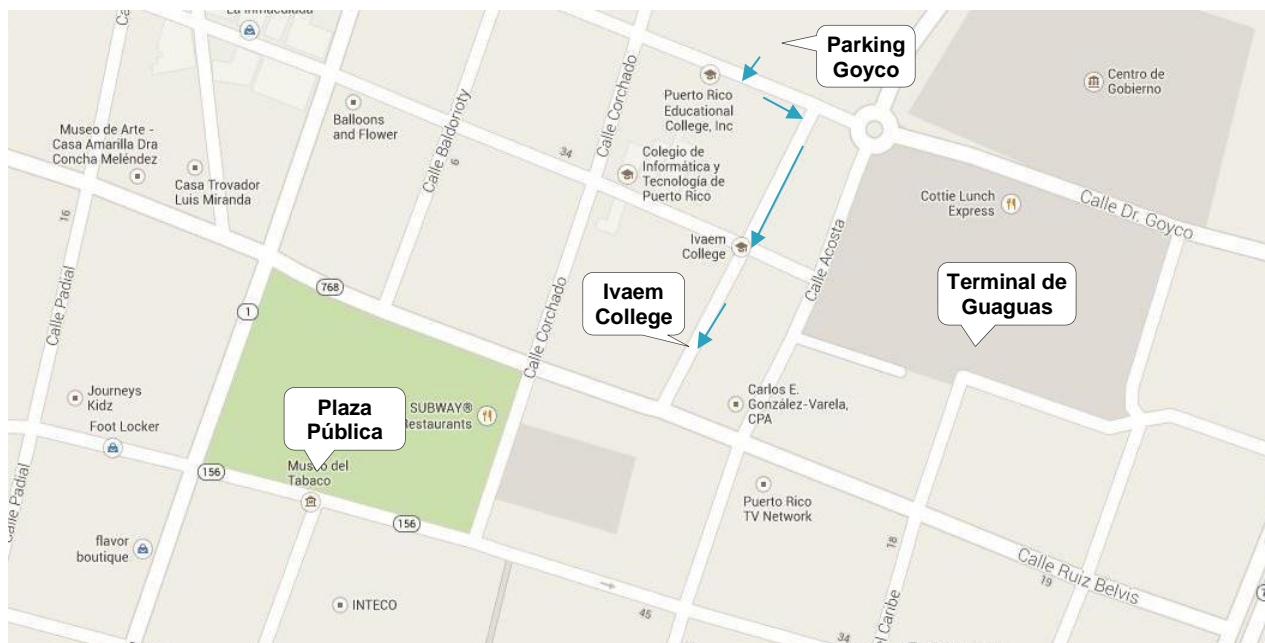 La Inmaculada
Parking
Goyco
Puerto Rico
Educational
College, Inc
Centro de
Gobierno
Balloons
and Flower
Calle Baldorioty
6
Calle Corchado
34
Museo de Arte -
Casa Amarilla Dra
Concha Meléndez
Casa Trovador
Luis Miranda
Colegio de
Informática y
Tecnología de
Puerto Rico
Cottie Lunch
Express
Calle Dr. Goyco
16
Calle Padial
Ivaem
College
Calle Acosta
Terminal de
Guaguas
Ivaem
College
768
1
Calle Corchado
Journeys
Kidz
Foot Locker
Plaza
Pública
SUBWAY®
Restaurants
Carlos E.
González-Varela,
CPA
156
Museo del
Tabaco
156
Puerto Rico
TV Network
Calle Padial
flavor
boutique
18
Calle Ruiz Belvis
19
INTECO
45
34
el Caribe